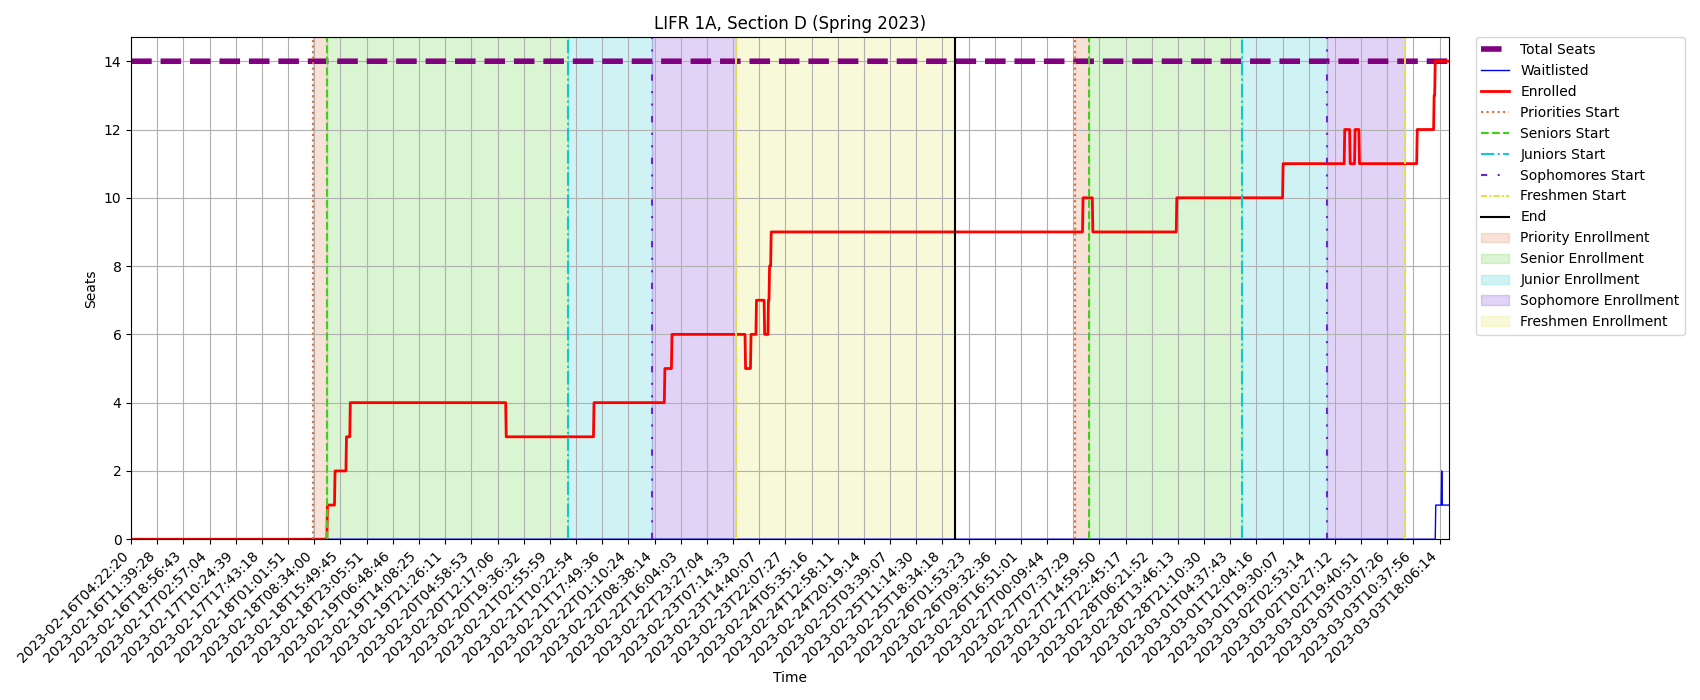 LIFR 1A, Section D (Spring 2023)
Seats
14
12
10
8
6
4
2
0
2023-02-16T04:22:20
2023-02-16T11:39:28
2023-02-16T18:56:43
2023-02-17T02:57:04
2023-02-17T10:24:39
2023-02-17T17:43:18
2023-02-18T01:01:51
2023-02-18T08:34:00
2023-02-18T15:49:45
2023-02-18T23:05:51
2023-02-19T06:48:46
2023-02-19T14:08:25
2023-02-19T21:26:11
2023-02-20T04:58:53
2023-02-20T12:17:06
2023-02-20T19:36:32
2023-02-21T02:55:59
2023-02-21T10:22:54
2023-02-21T17:49:36
2023-02-22T01:10:24
2023-02-22T08:38:14
2023-02-22T16:04:03
2023-02-22T23:27:04
2023-02-23T07:14:33
2023-02-23T14:40:07
2023-02-23T22:07:27
2023-02-24T05:35:16
2023-02-24T12:58:11
2023-02-24T20:19:14
2023-02-25T03:39:07
2023-02-25T11:14:30
2023-02-25T18:34:18
2023-02-26T01:53:23
2023-02-26T09:32:36
2023-02-26T16:51:01
2023-02-27T00:09:44
2023-02-27T07:37:29
2023-02-27T14:59:50
2023-02-27T22:45:17
2023-02-28T06:21:52
2023-02-28T13:46:13
2023-02-28T21:10:30
2023-03-01T04:37:43
2023-03-01T12:04:16
2023-03-01T19:30:07
2023-03-02T02:53:14
2023-03-02T10:27:12
2023-03-02T19:40:51
2023-03-03T03:07:26
2023-03-03T10:37:56
2023-03-03T18:06:14
Time
Total Seats
Waitlisted
Enrolled
Priorities Start
Seniors Start
Juniors Start
Sophomores Start
Freshmen Start
End
Priority Enrollment
Senior Enrollment
Junior Enrollment
Sophomore Enrollment
Freshmen Enrollment